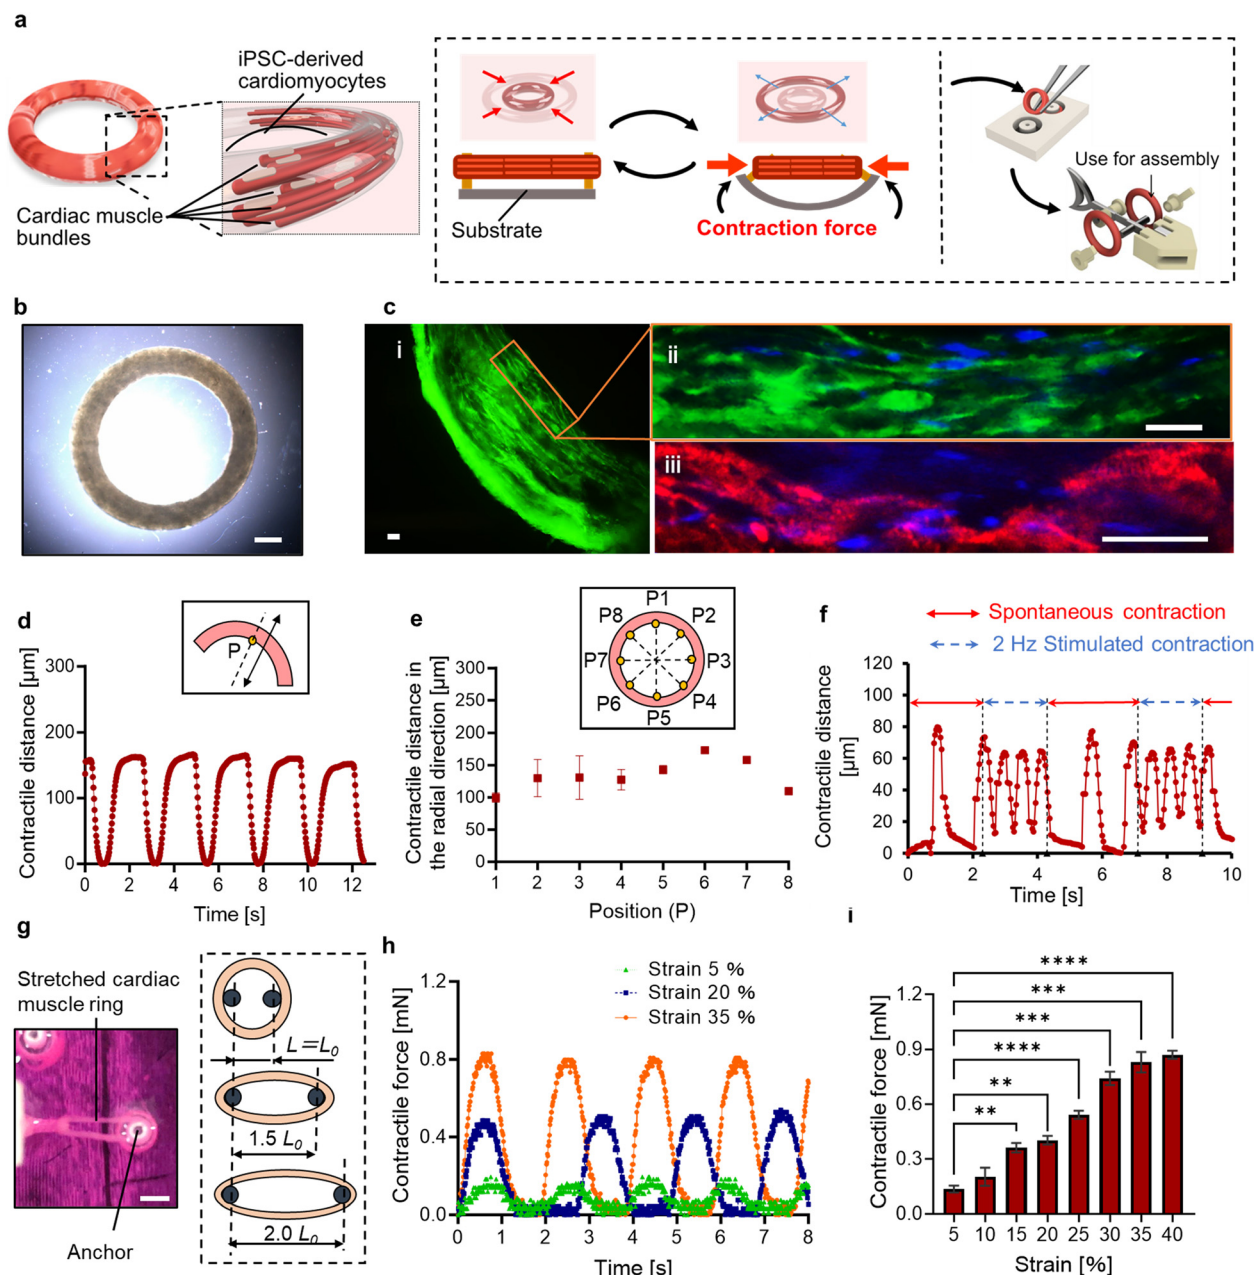 a
iPSC-derived
cardiomyocytes
Cardiac muscle
bundles
Substrate
Contraction force
Use for assembly
b
c
i
ii
iii
d
P
Contractile distance [μm]
300
200
100
0
0 2 4 6 8 10 12
Time [s]
e
P1
P8 P2
P7 P3
P6 P4
P5
Contractile distance in
the radial direction [μm]
300
250
200
150
100
50
0
1 2 3 4 5 6 7 8
Position (P)
f
Spontaneous contraction
2 Hz Stimulated contraction
Contractile distance
[μm]
120
100
80
60
40
20
0
0 2 4 6 8 10
Time [s]
g
Stretched cardiac
muscle ring
Anchor
L=L0
1.5 L0
2.0 L0
h
Strain 5 %
Strain 20 %
Strain 35 %
Contractile force [mN]
1.2
0.8
0.4
0.0
0 1 2 3 4 5 6 7 8
Time [s]
i
****
***
***
****
**
**
Contractile force [mN]
1.2
0.9
0.6
0.3
0.0
5 10 15 20 25 30 35 40
Strain [%]